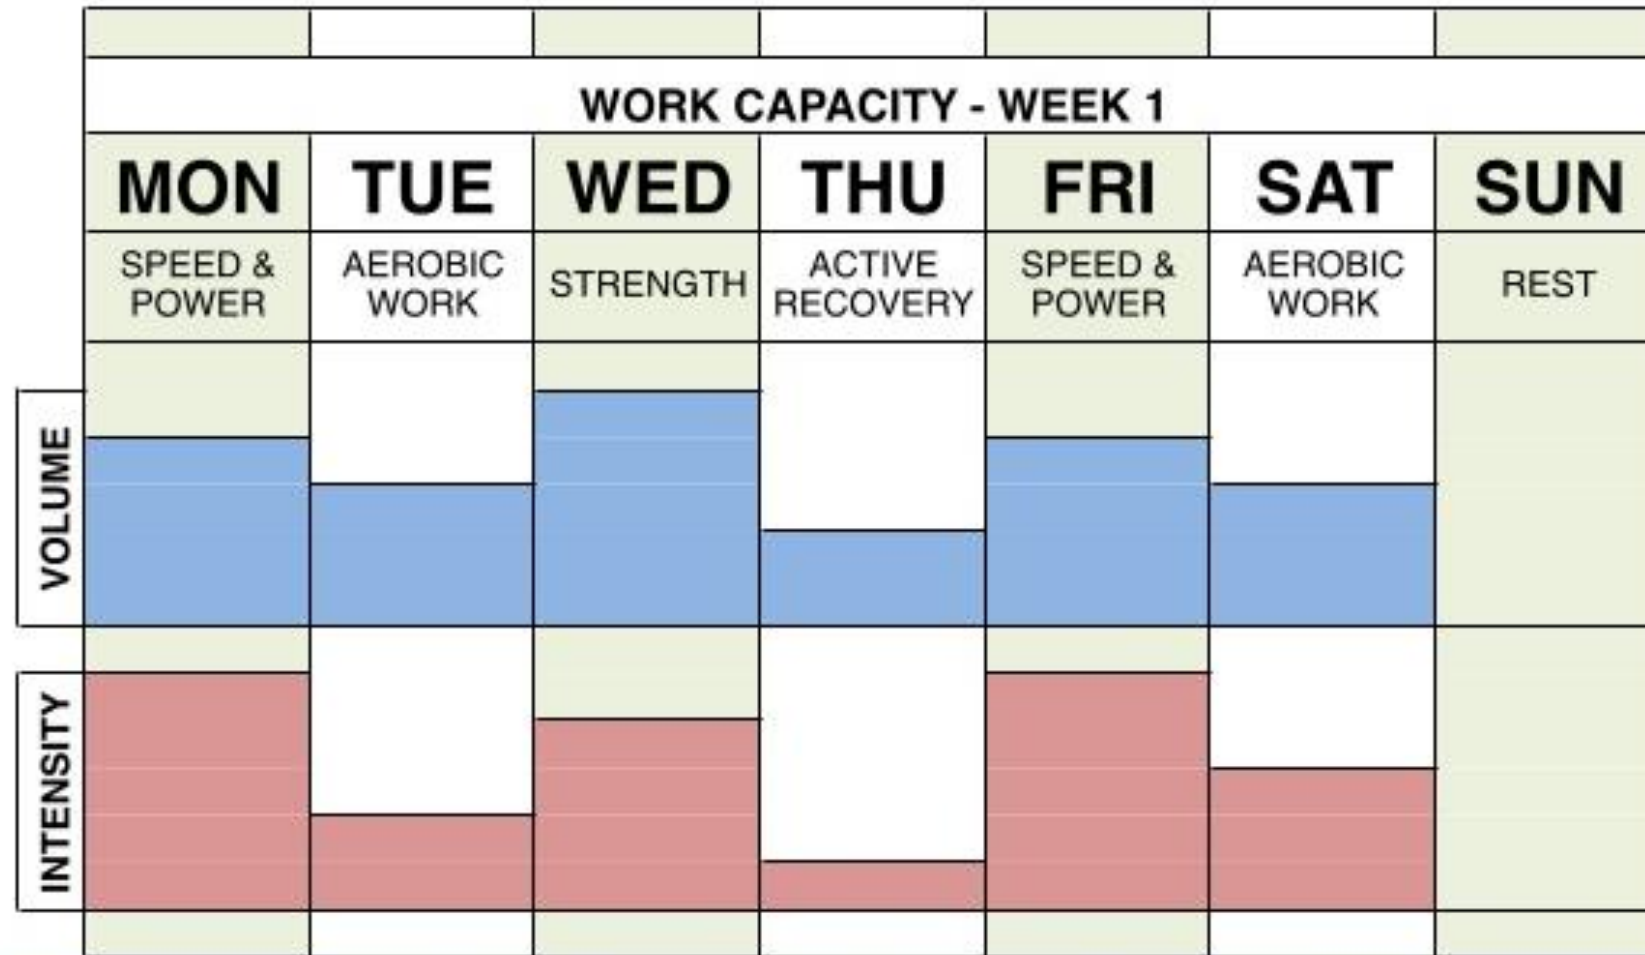 WORK CAPACITY - WEEK 1
MON TUE WED THU FRI SAT SUN
SPEED & POWER
AEROBIC WORK
STRENGTH
ACTIVE RECOVERY
SPEED & POWER
AEROBIC WORK
REST
VOLUME
INTENSITY